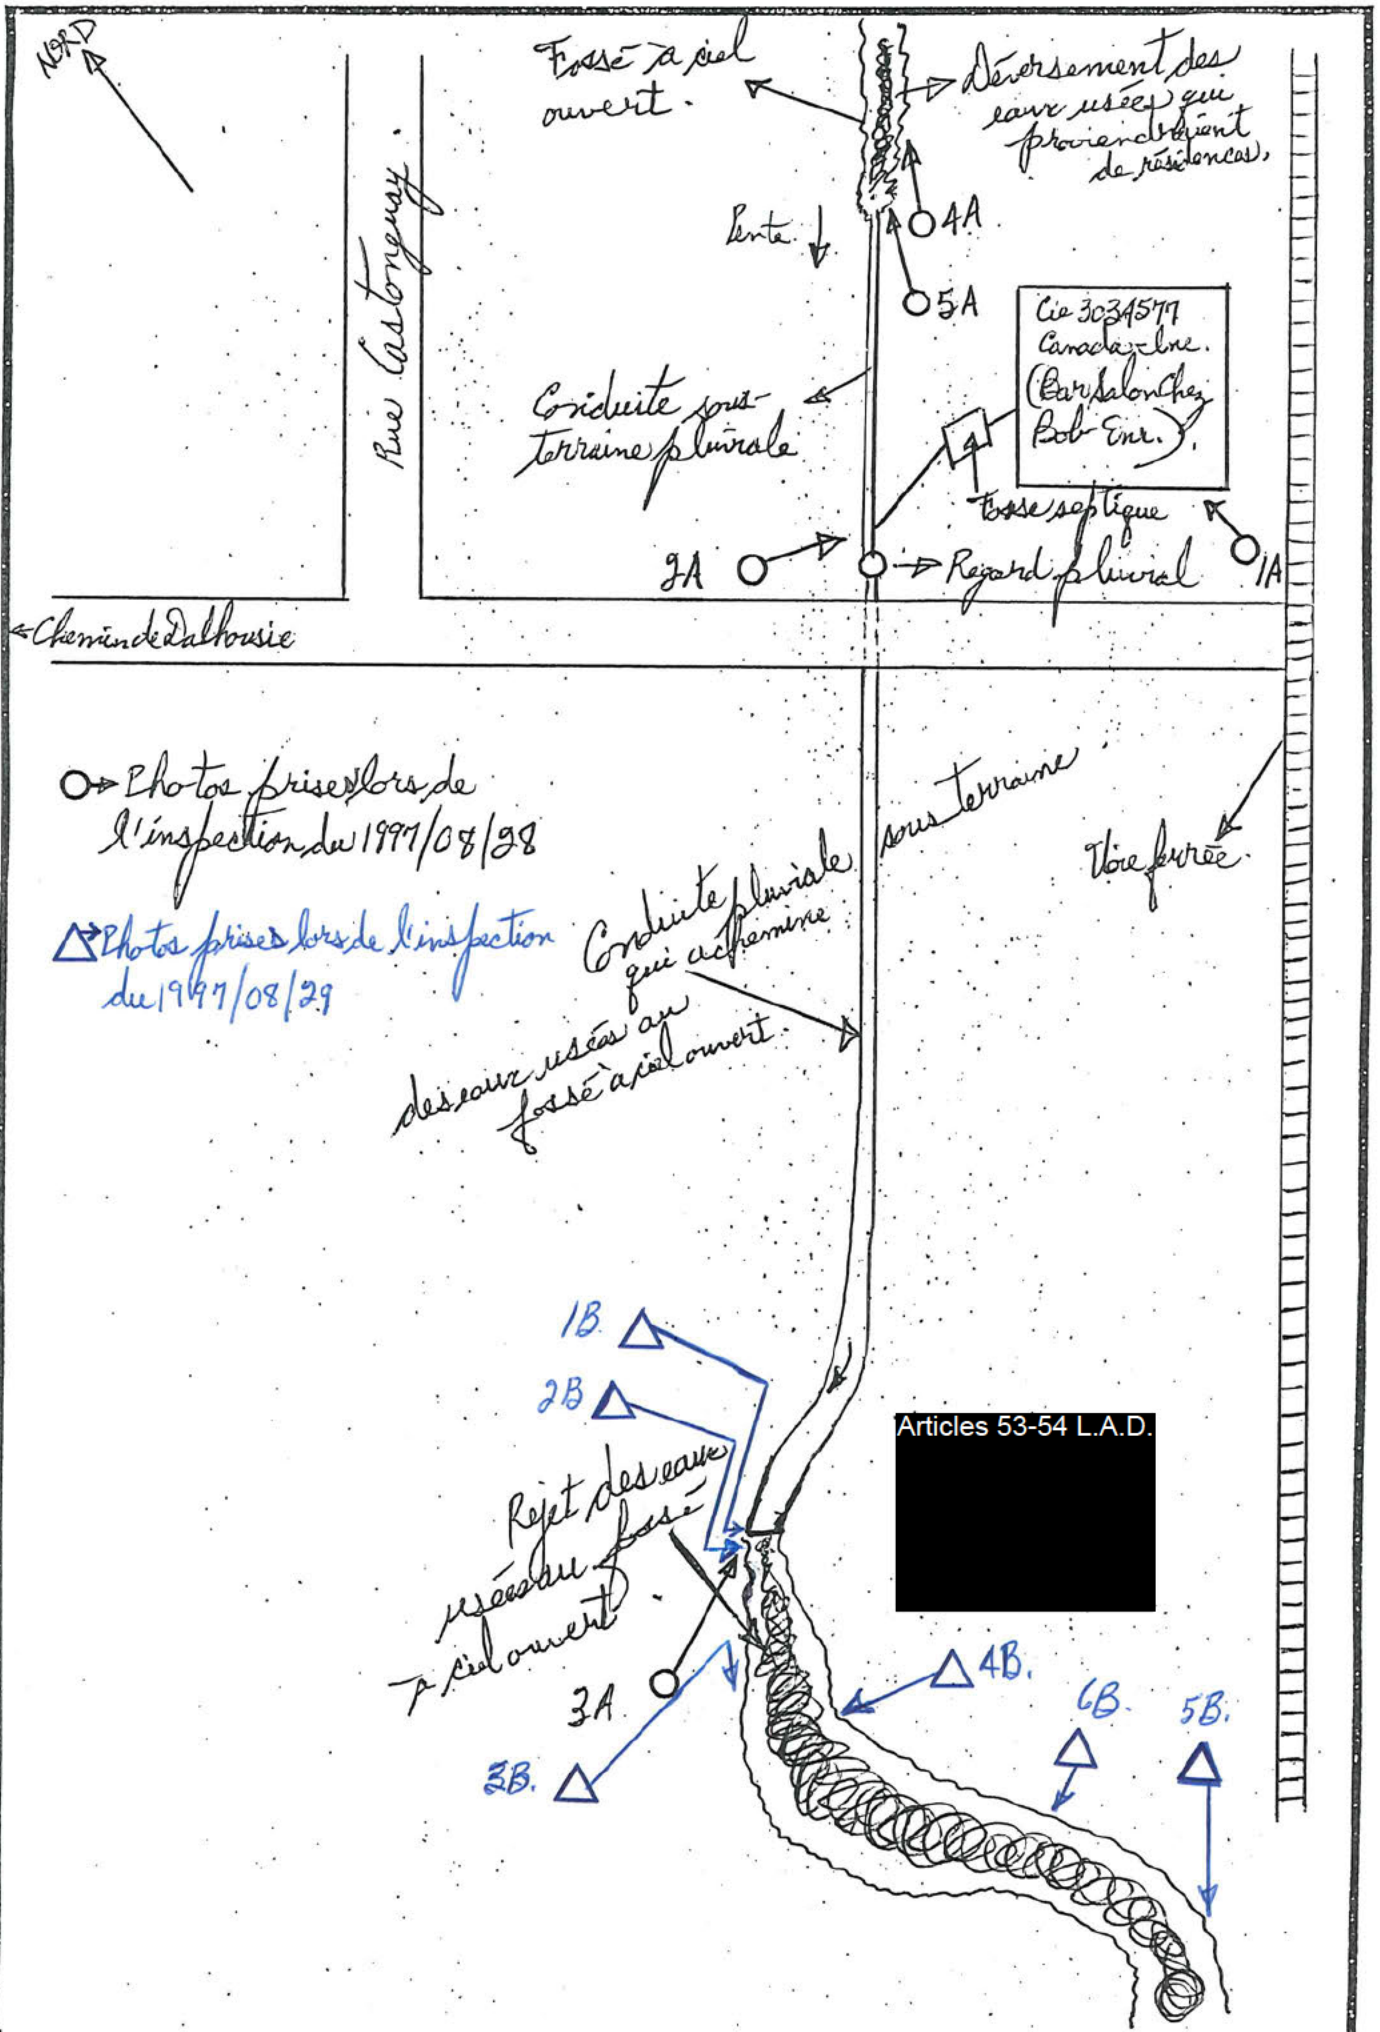 NORD
Fossé à ciel
ouvert.
Déversement des
eaux usées qui
proviendraient
de résidences.
Rue Castonguay.
Pente
4A
5A
Cie 3034577
Canada Inc.
(Bar Salon Chez
Bob Enr.).
Conduite sous-
terraine pluviale
Fosse septique
2A
Regard pluvial
1A
Chemin de Dalhousie
Photos prises lors de
l'inspection du 1997/08/28
Photos prises lors de l'inspection
du 1997/08/29
Conduite pluviale sous terraine
qui achemine
des eaux usées au
fossé à ciel ouvert.
Voie ferrée.
1B.
2B
Articles 53-54 L.A.D.
Rejet des eaux
usées au fossé
à ciel ouvert
3A.
3B.
4B.
6B.
5B.